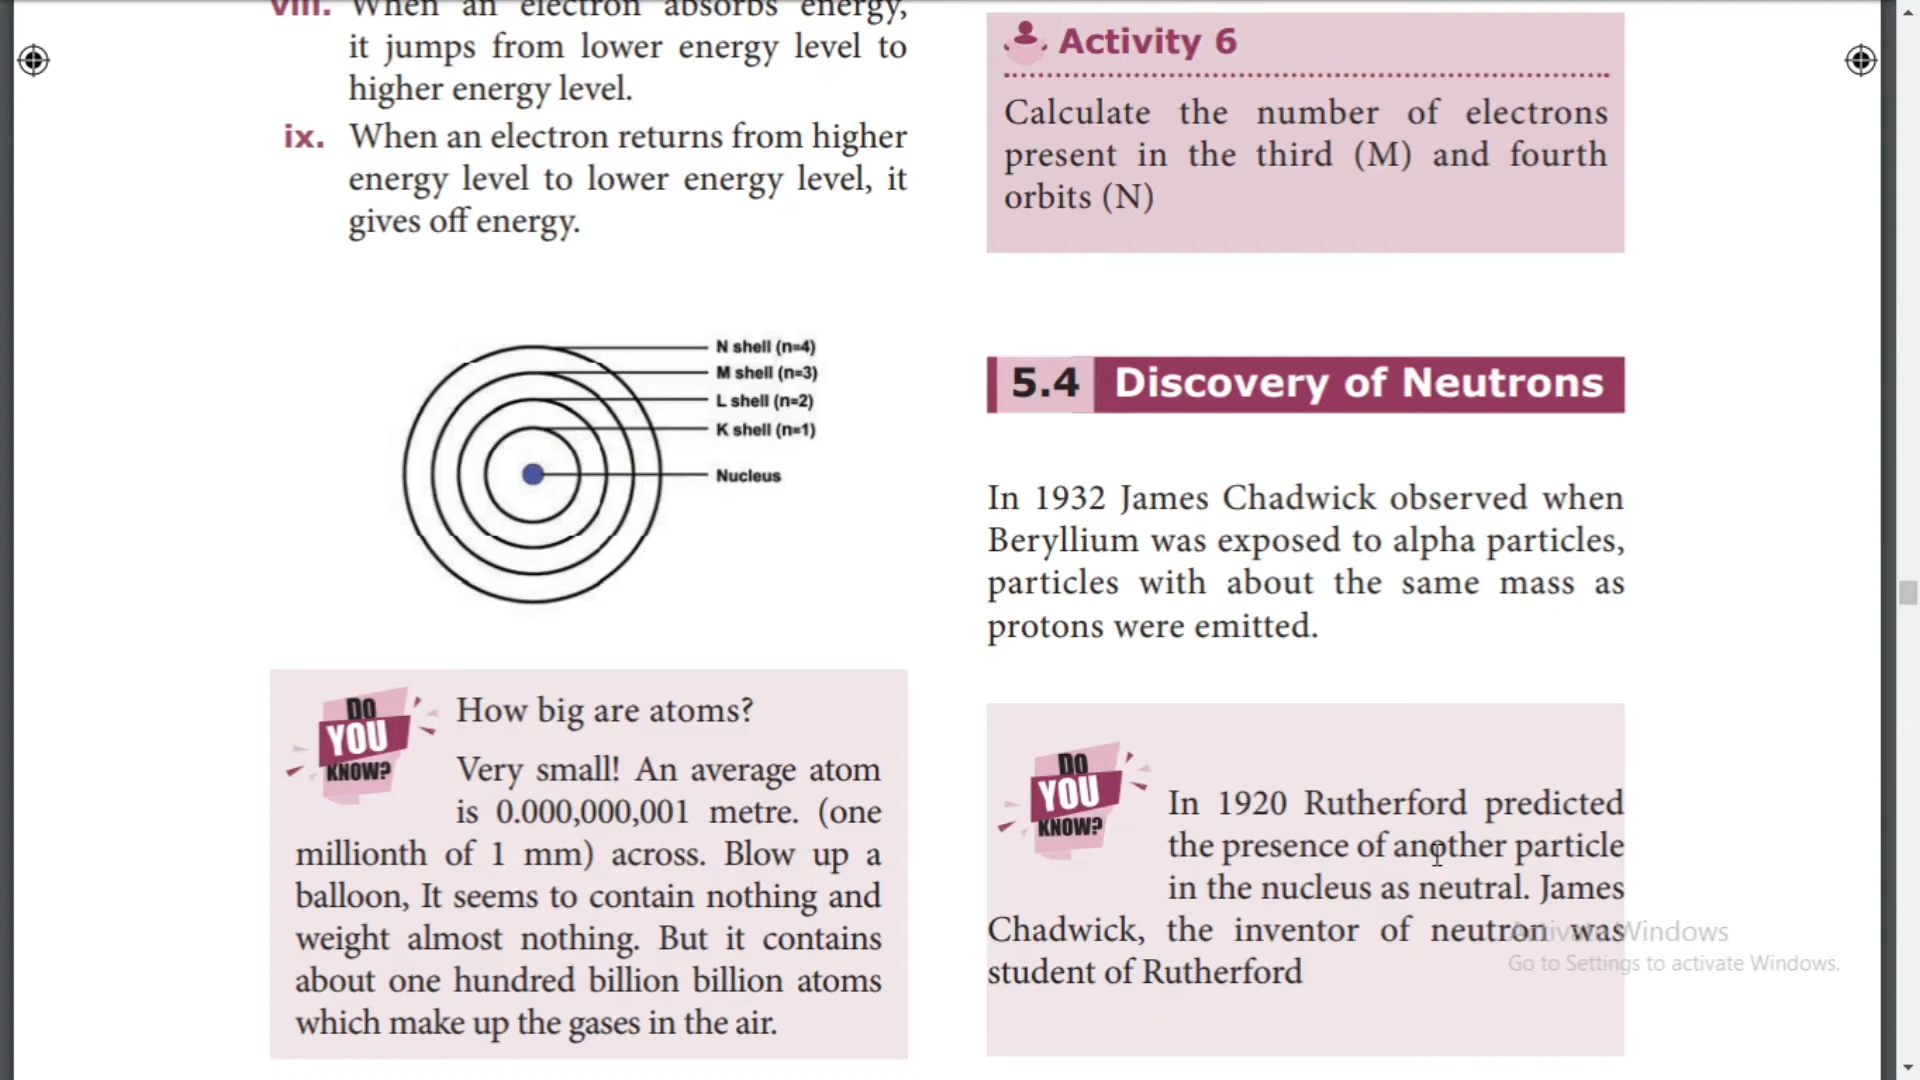 viii. When an electron absorbs energy,
it jumps from lower energy level to
higher energy level.
ix. When an electron returns from higher
energy level to lower energy level, it
gives off energy.
N shell (n=4)
M shell (n=3)
L shell (n=2)
K shell (n=1)
Nucleus
DO
YOU
KNOW?
How big are atoms?
Very small! An average atom
is 0.000,000,001 metre. (one
millionth of 1 mm) across. Blow up a
balloon, It seems to contain nothing and
weight almost nothing. But it contains
about one hundred billion billion atoms
which make up the gases in the air.
Activity 6
Calculate the number of electrons
present in the third (M) and fourth
orbits (N)
5.4 Discovery of Neutrons
In 1932 James Chadwick observed when
Beryllium was exposed to alpha particles,
particles with about the same mass as
protons were emitted.
DO
YOU
KNOW?
In 1920 Rutherford predicted
the presence of another particle
in the nucleus as neutral. James
Chadwick, the inventor of neutron was
student of Rutherford
Activate Windows
Go to Settings to activate Windows.